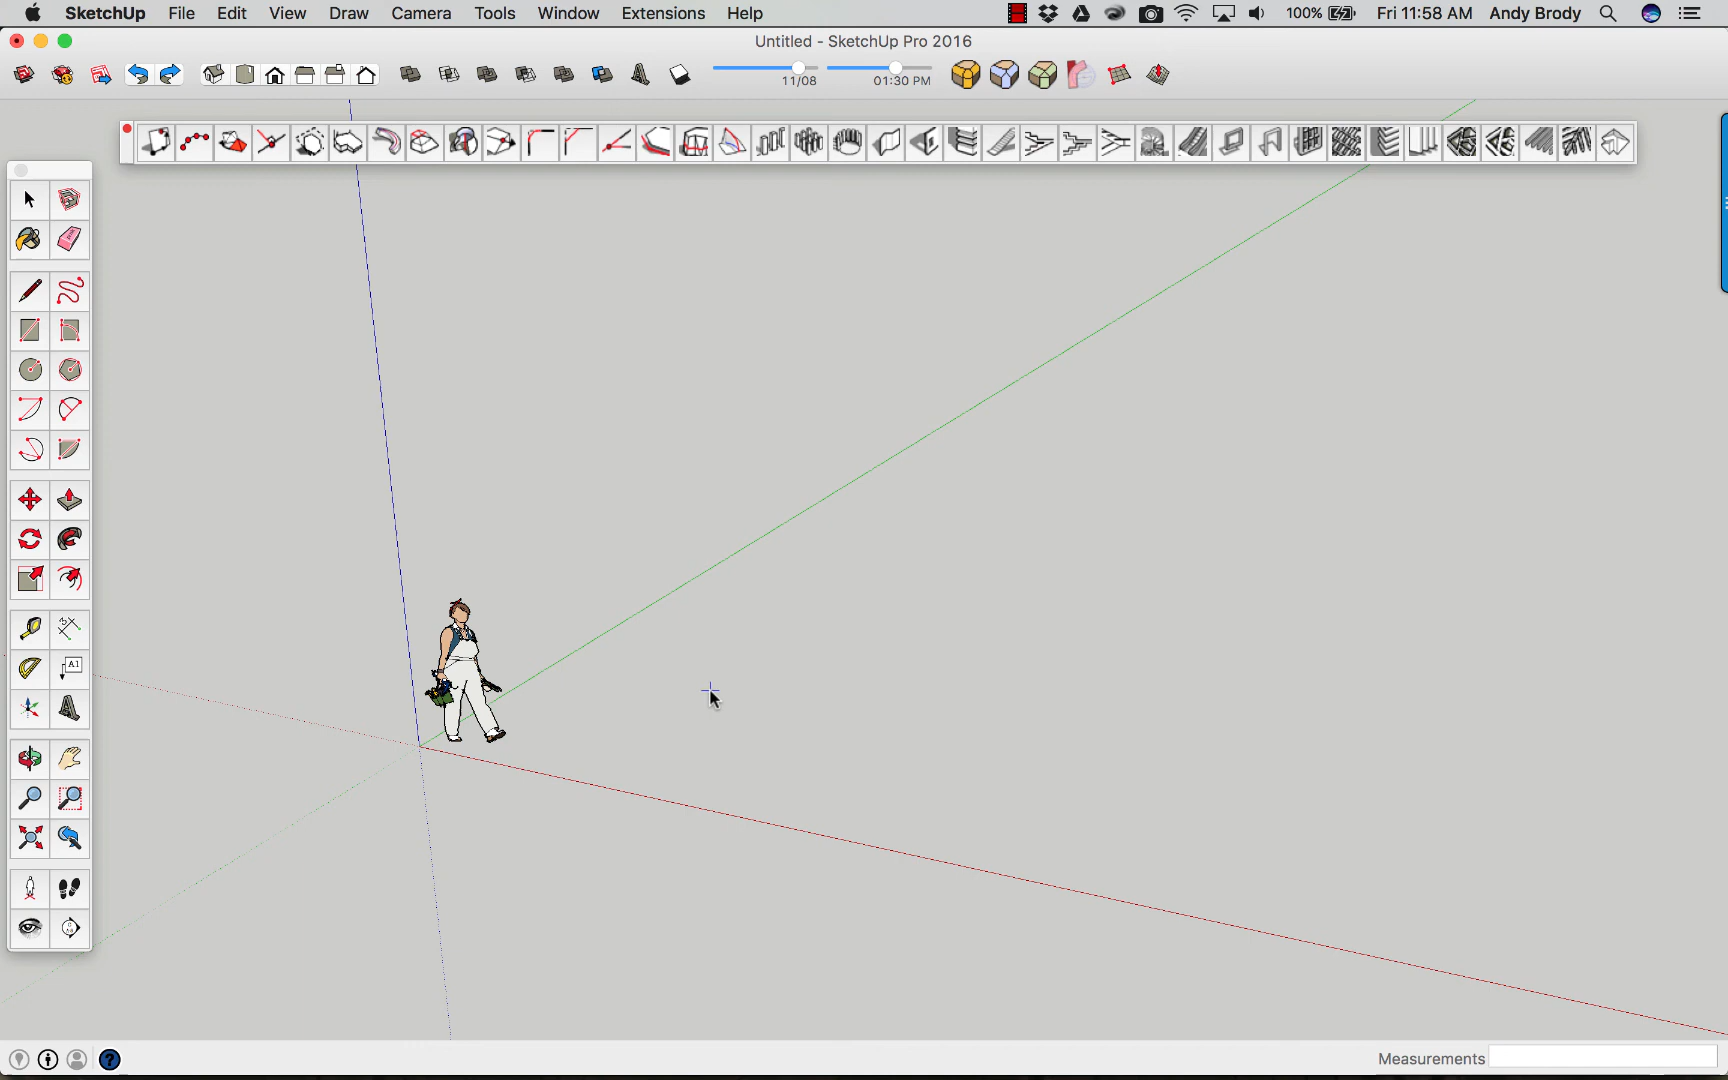 SketchUp File Edit View Draw Camera Tools Window Extensions Help 100% Fri 11:58 AM Andy Brody
Untitled - SketchUp Pro 2016
11/08 01:30 PM
A1
Measurements